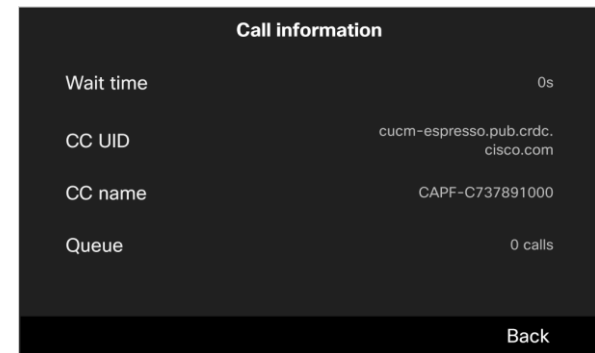 Call information
Wait time 0s
CC UID cucm-espresso.pub.crdc.
cisco.com
CC name CAPF-C737891000
Queue 0 calls
Back